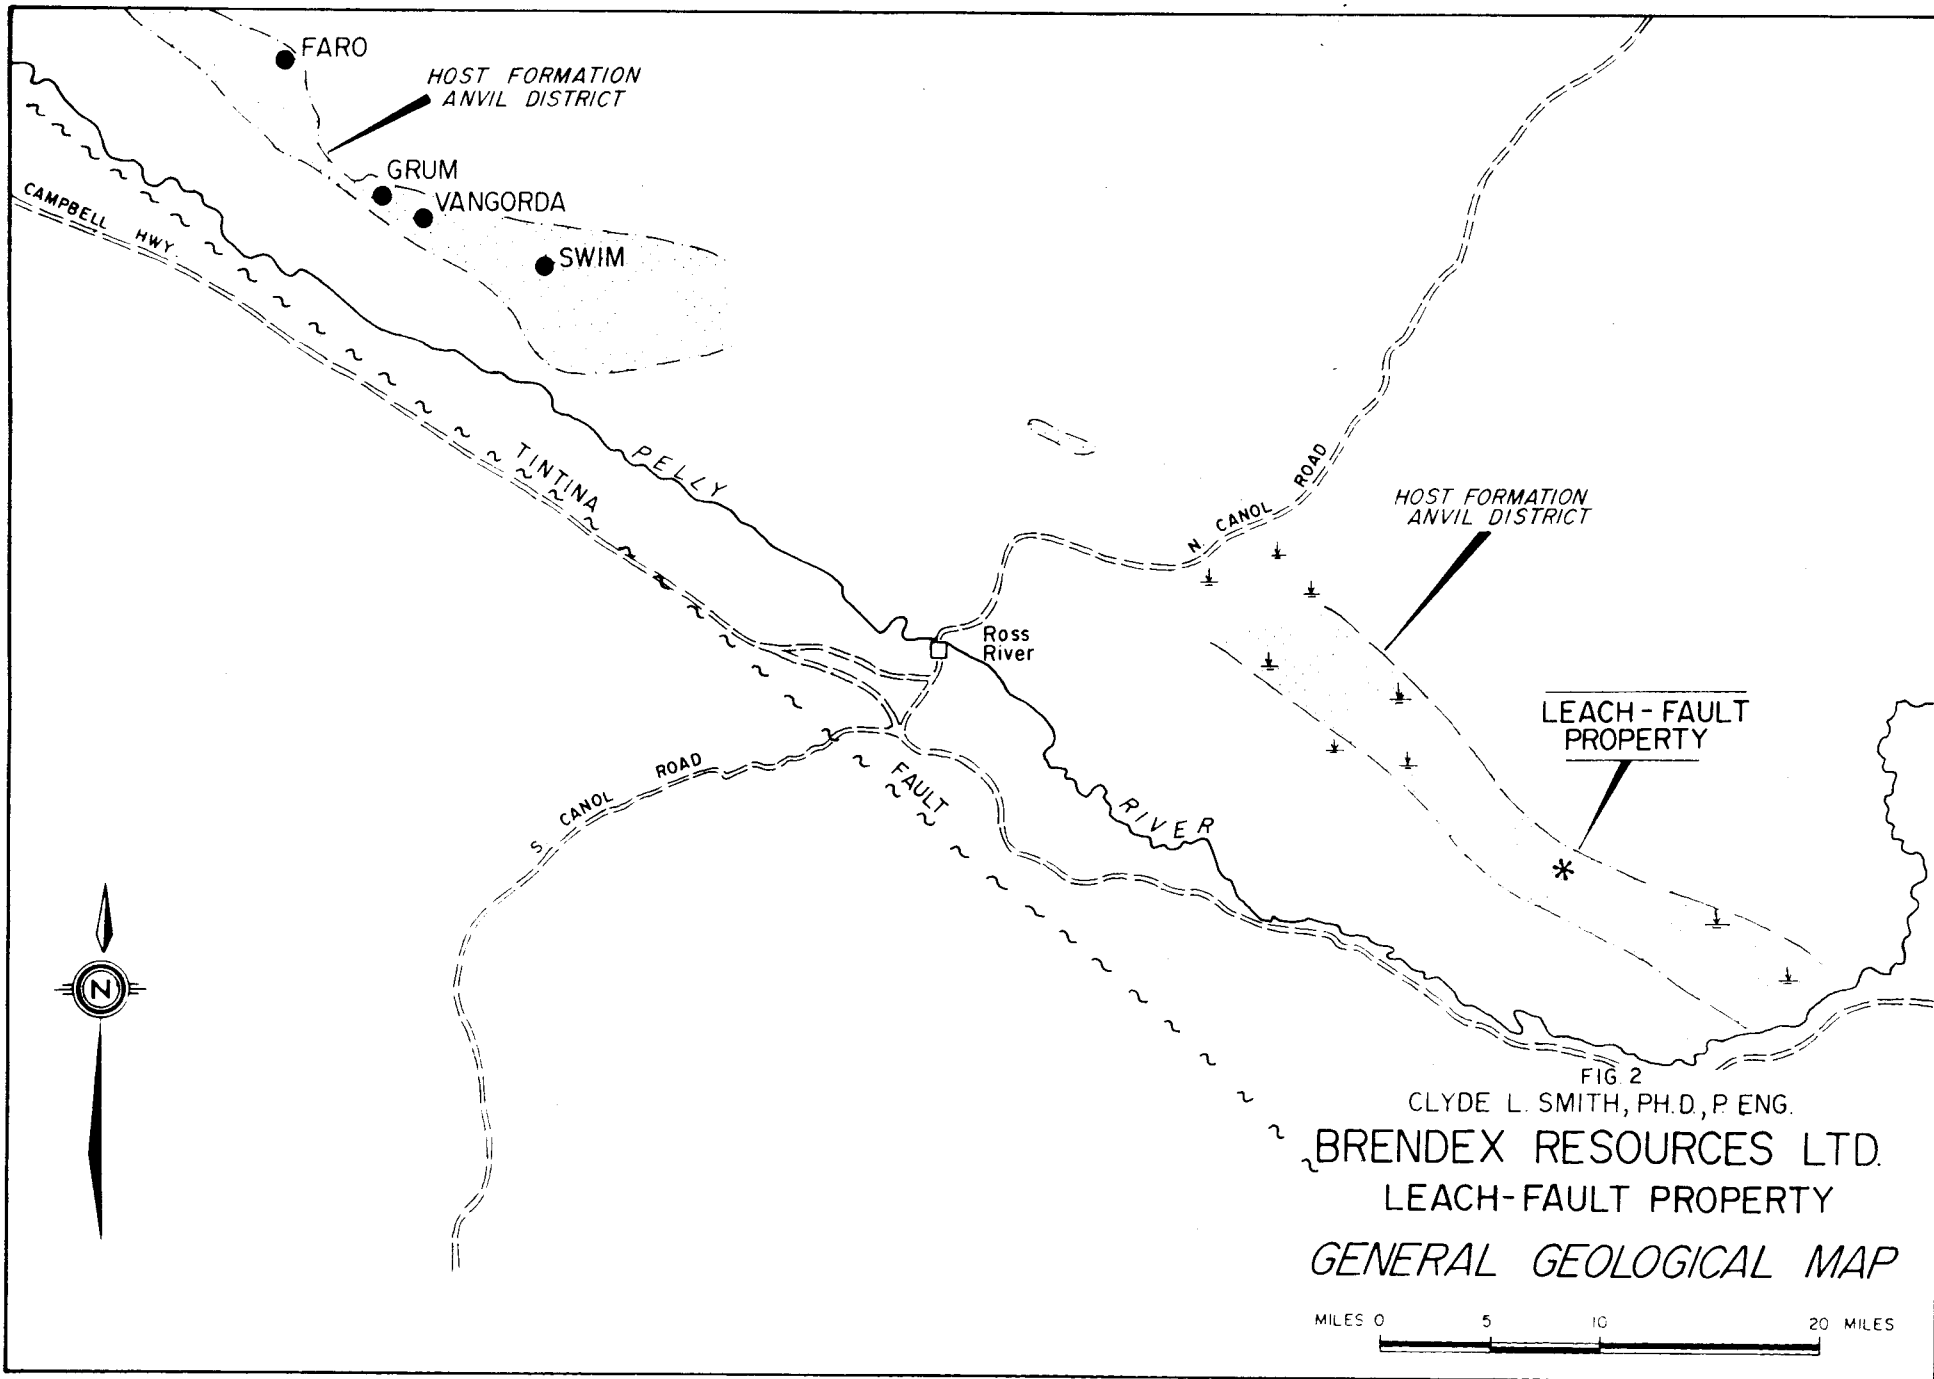 FARO
HOST FORMATION
ANVIL DISTRICT
GRUM
VANGORDA
SWIM
CAMPBELL HWY.
TINTINA
PELLY
N. CANOL ROAD
HOST FORMATION
ANVIL DISTRICT
Ross
River
LEACH-FAULT
PROPERTY
S. CANOL ROAD
FAULT
RIVER
N
FIG. 2
CLYDE L. SMITH, PH.D., P. ENG.
BRENDEX RESOURCES LTD.
LEACH-FAULT PROPERTY
GENERAL GEOLOGICAL MAP
MILES 0 5 10 20 MILES